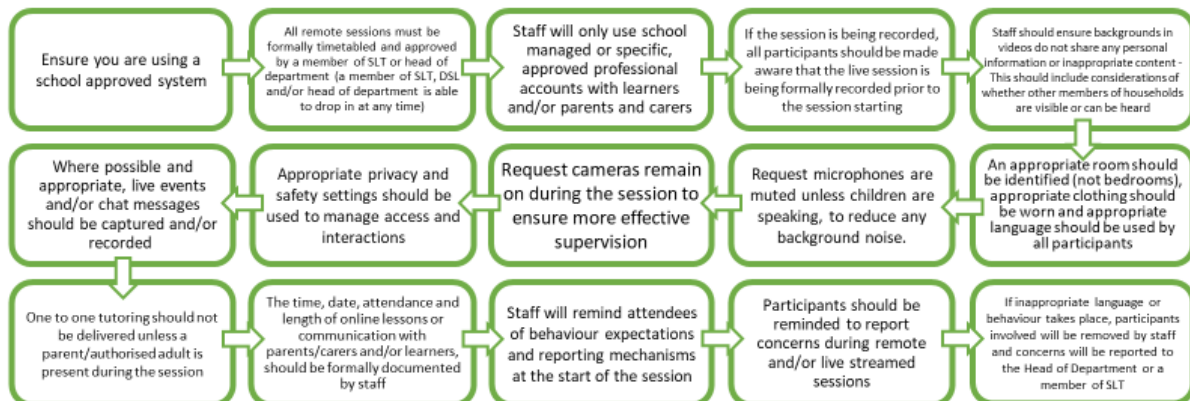 Ensure you are using a
school approved system
All remote sessions must be
formally timetabled and approved
by a member of SLT or head of
department (a member of SLT, DSL
and/or head of department is able
to drop in at any time)
Staff will only use school
managed or specific,
approved professional
accounts with learners
and/or parents and carers
If the session is being recorded,
all participants should be made
aware that the live session is
being formally recorded prior to
the session starting
Staff should ensure backgrounds in
videos do not share any personal
information or inappropriate content -
This should include considerations of
whether other members of households
are visible or can be heard
An appropriate room should
be identified (not bedrooms),
appropriate clothing should
be worn and appropriate
language should be used by
all participants
Request microphones are
muted unless children are
speaking, to reduce any
background noise.
Request cameras remain
on during the session to
ensure more effective
supervision
Appropriate privacy and
safety settings should be
used to manage access and
interactions
Where possible and
appropriate, live events
and/or chat messages
should be captured and/or
recorded
One to one tutoring should not
be delivered unless a
parent/authorised adult is
present during the session
The time, date, attendance and
length of online lessons or
communication with
parents/carers and/or learners,
should be formally documented
by staff
Staff will remind attendees
of behaviour expectations
and reporting mechanisms
at the start of the session
Participants should be
reminded to report
concerns during remote
and/or live streamed
sessions
If inappropriate language or
behaviour takes place, participants
involved will be removed by staff
and concerns will be reported to
the Head of Department or a
member of SLT